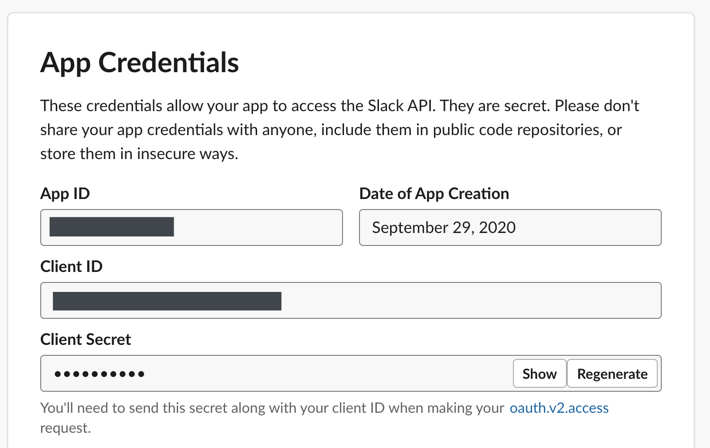 App Credentials
These credentials allow your app to access the Slack API. They are secret. Please don't
share your app credentials with anyone, include them in public code repositories, or
store them in insecure ways.
App ID
Date of App Creation
September 29, 2020
Client ID
Client Secret
••••••••••
Show
Regenerate
You'll need to send this secret along with your client ID when making your oauth.v2.access
request.